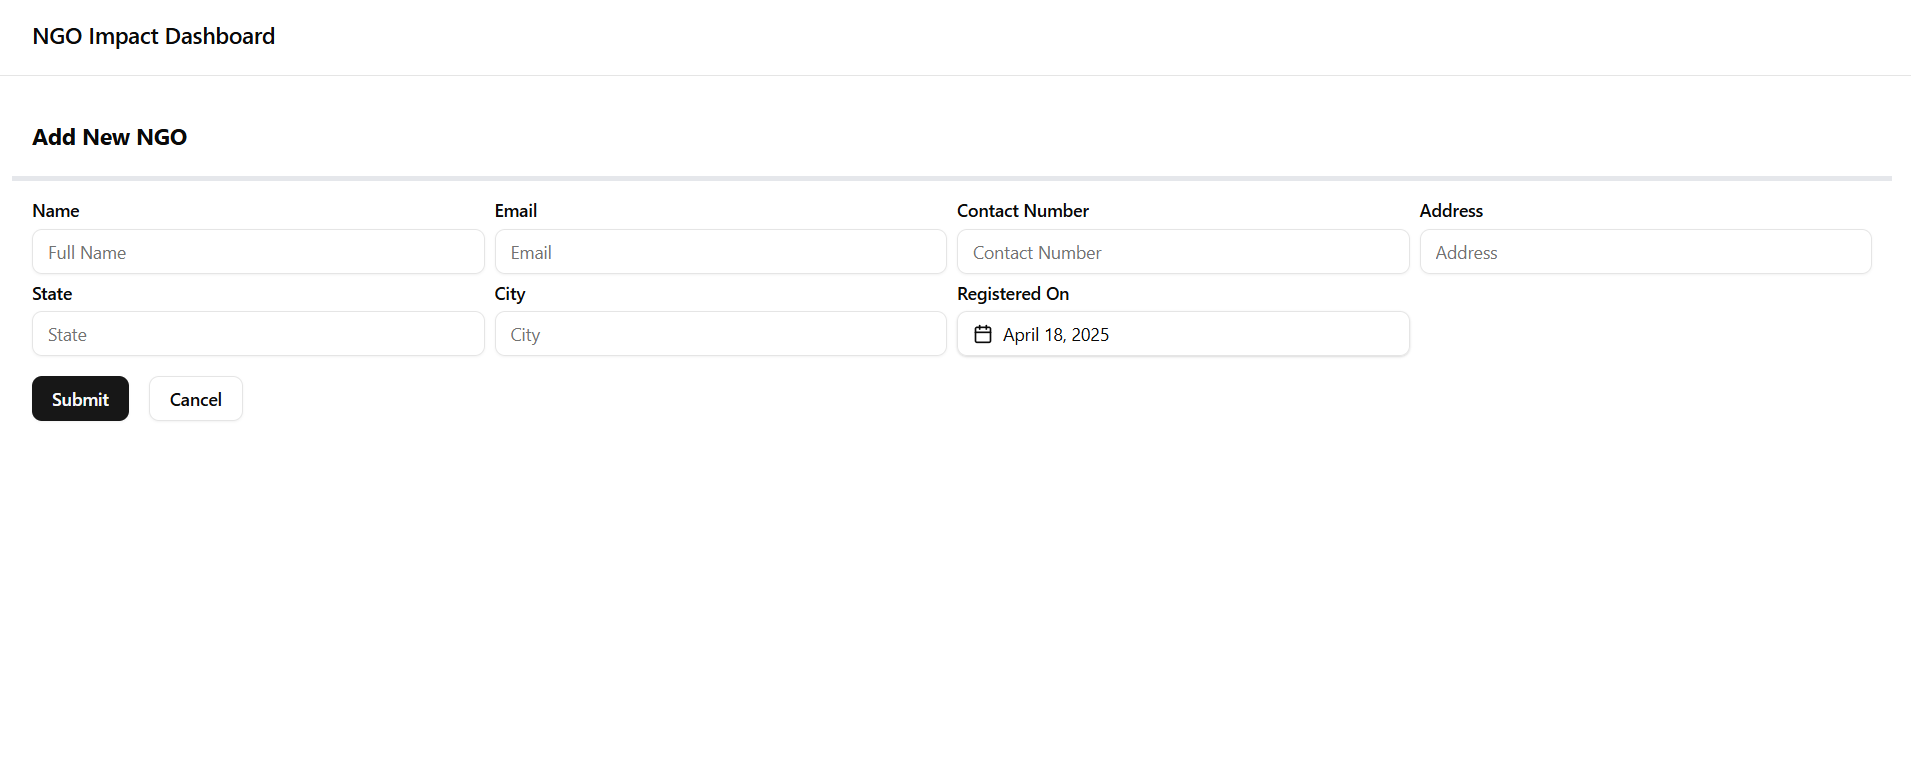 NGO Impact Dashboard
Add New NGO
Name Email Contact Number Address
Full Name Email Contact Number Address
State City Registered On
State City April 18, 2025
Submit Cancel